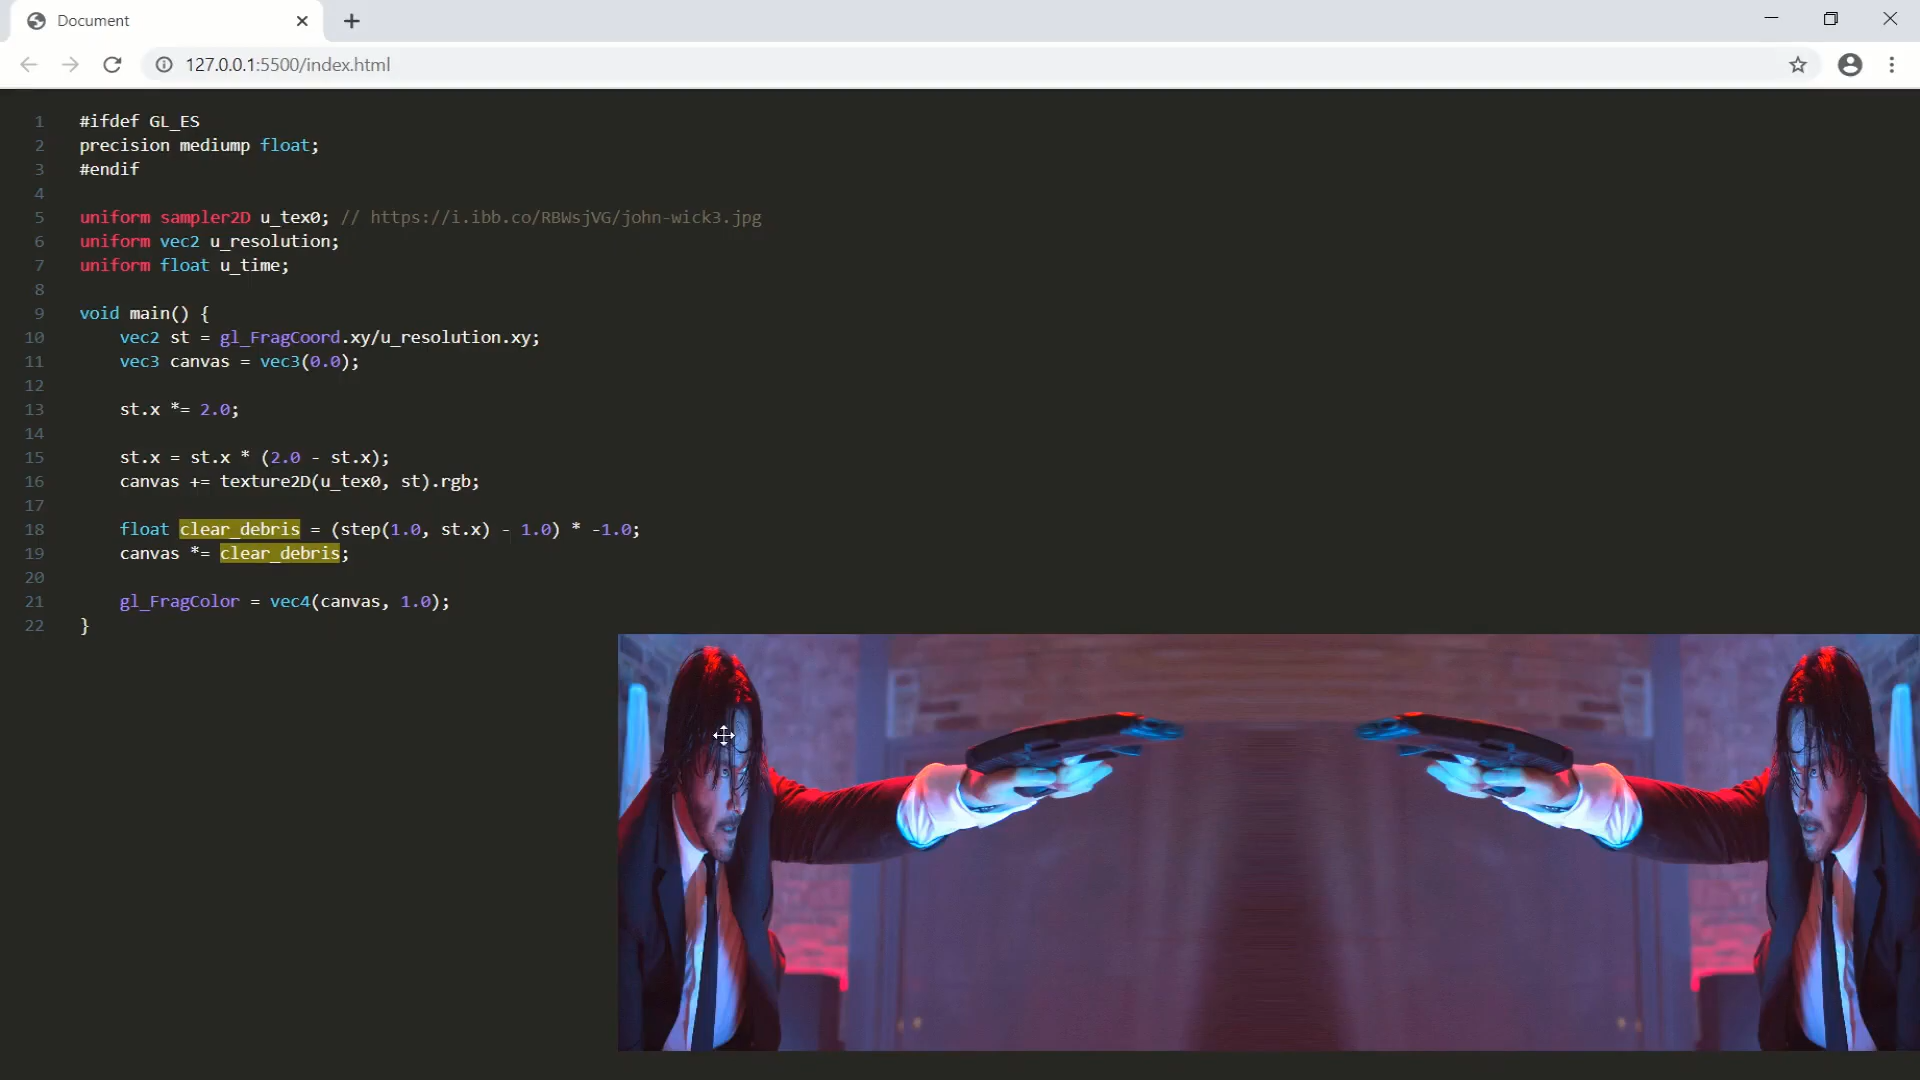 Document
127.0.0.1:5500/index.html
1 #ifdef GL_ES
2 precision mediump float;
3 #endif
4
5 uniform sampler2D u_tex0; // https://i.ibb.co/RBWsjVG/john-wick3.jpg
6 uniform vec2 u_resolution;
7 uniform float u_time;
8
9 void main() {
10 vec2 st = gl_FragCoord.xy/u_resolution.xy;
11 vec3 canvas = vec3(0.0);
12
13 st.x *= 2.0;
14
15 st.x = st.x * (2.0 - st.x);
16 canvas += texture2D(u_tex0, st).rgb;
17
18 float clear_debris = (step(1.0, st.x) - 1.0) * -1.0;
19 canvas *= clear_debris;
20
21 gl_FragColor = vec4(canvas, 1.0);
22 }